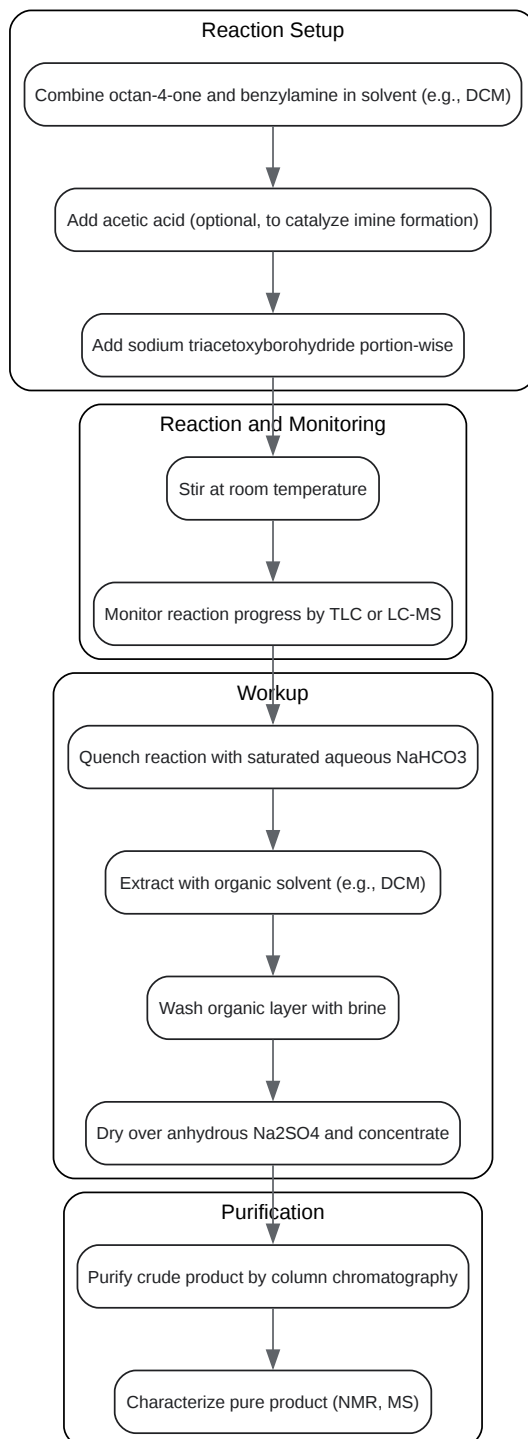 Reaction Setup
Combine octan-4-one and benzylamine in solvent (e.g., DCM)
Add acetic acid (optional, to catalyze imine formation)
Add sodium triacetoxyborohydride portion-wise
Reaction and Monitoring
Stir at room temperature
Monitor reaction progress by TLC or LC-MS
Workup
Quench reaction with saturated aqueous NaHCO3
Extract with organic solvent (e.g., DCM)
Wash organic layer with brine
Dry over anhydrous Na2SO4 and concentrate
Purification
Purify crude product by column chromatography
Characterize pure product (NMR, MS)